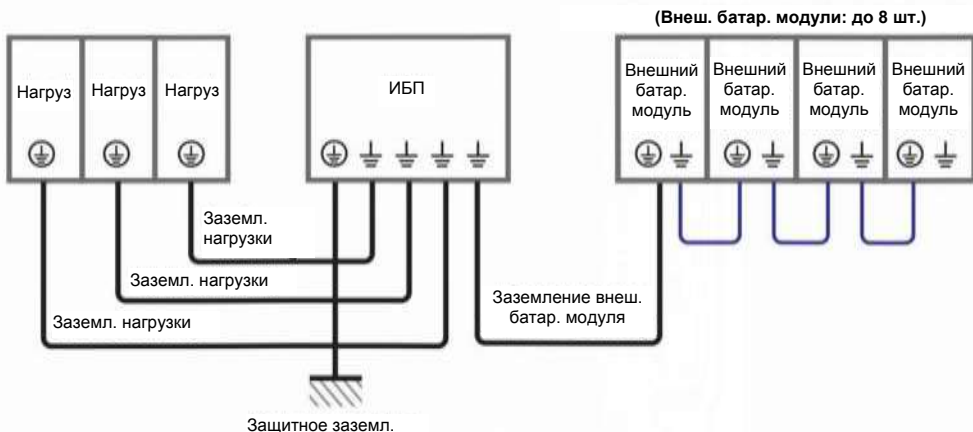 (Внеш. батар. модули: до 8 шт.)
Нагруз
Нагруз
Нагруз
ИБП
Внешний
батар.
модуль
Внешний
батар.
модуль
Внешний
батар.
модуль
Внешний
батар.
модуль
Заземл.
нагрузки
Заземл. нагрузки
Заземл. нагрузки
Заземление внеш.
батар. модуля
Защитное заземл.